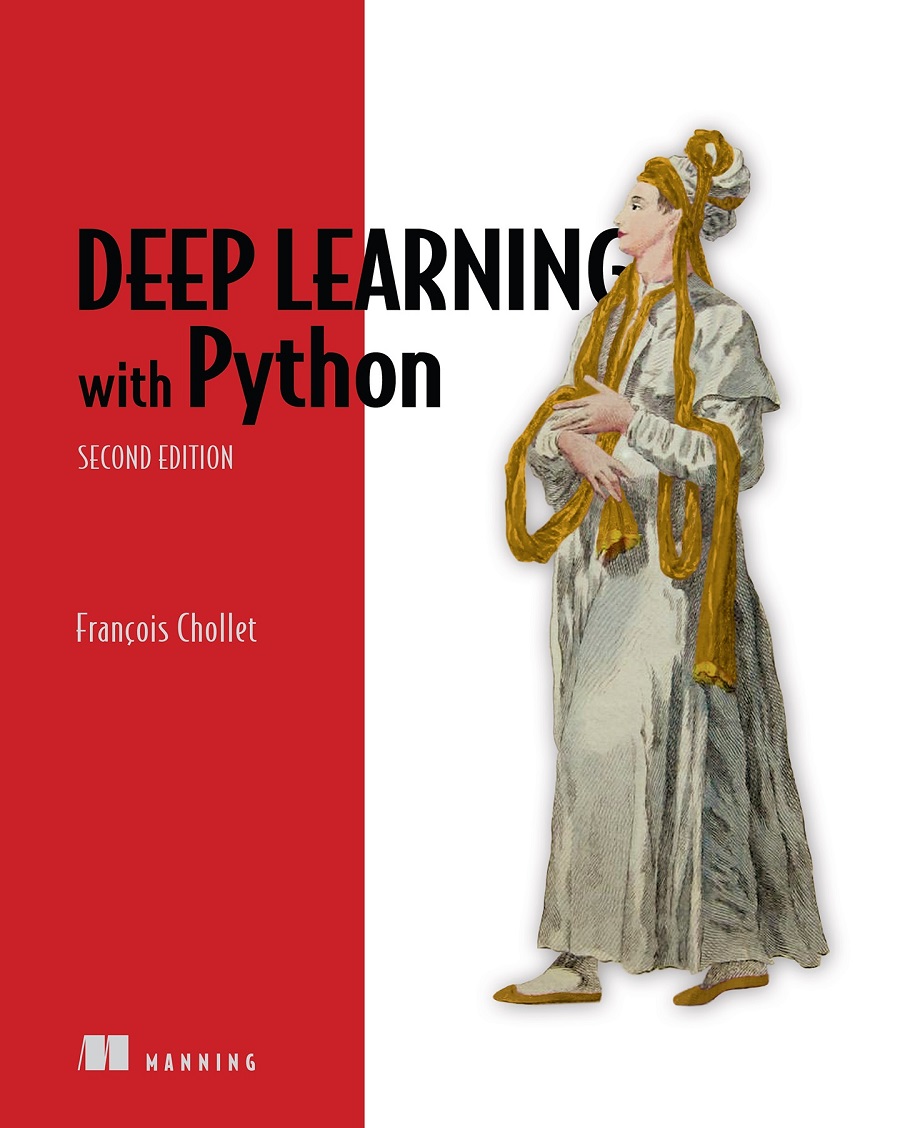 DEEP LEARNING
with Python
SECOND EDITION
François Chollet
MANNING